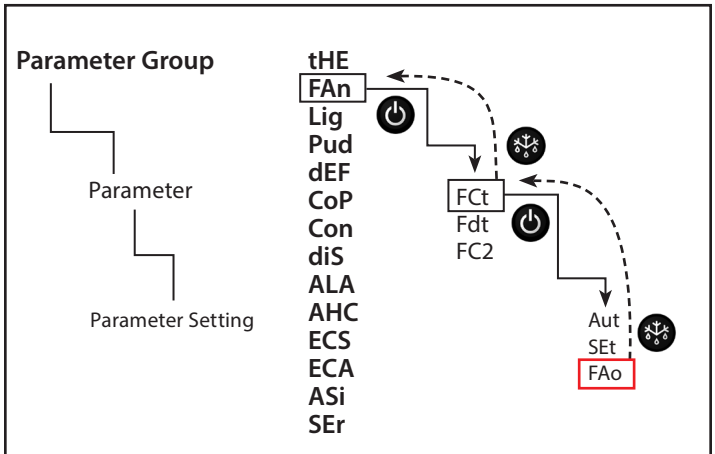 Parameter Group
Parameter
Parameter Setting
tHE
FAn
Lig
Pud
dEF
CoP
Con
diS
ALA
AHC
ECS
ECA
ASi
SEr
FCt
Fdt
FC2
Aut
SEt
FAo